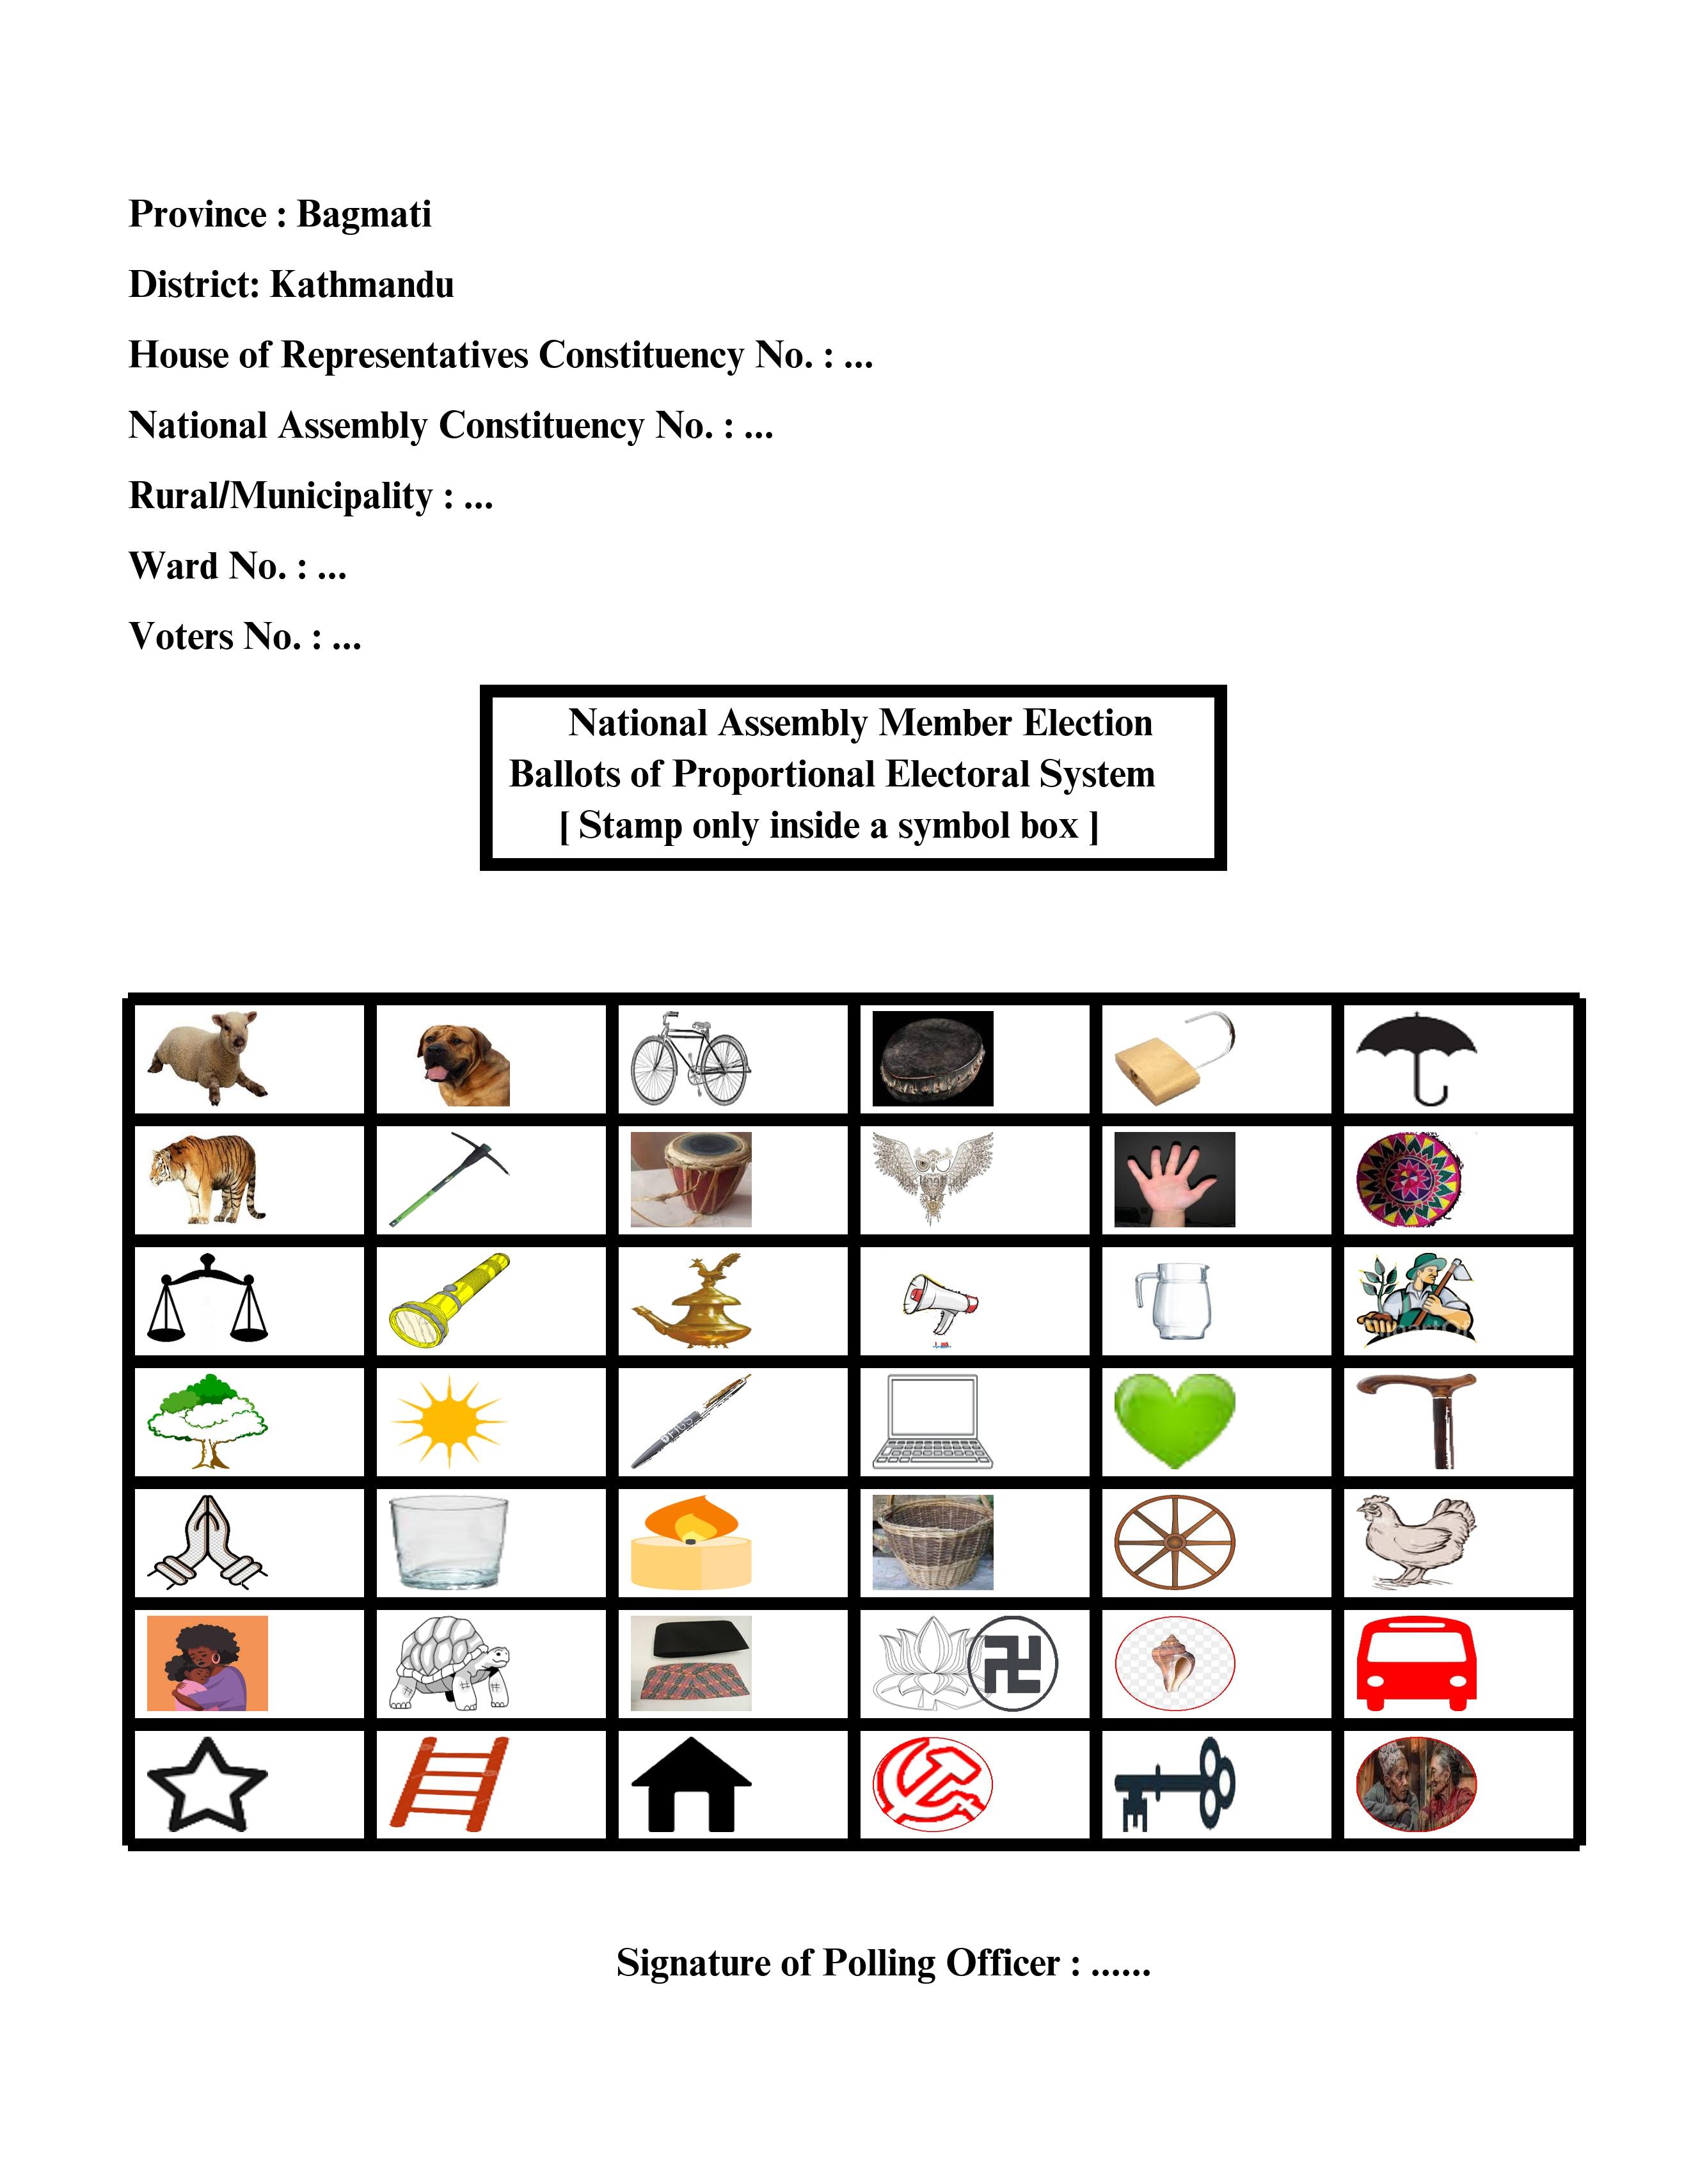 Province : Bagmati
District: Kathmandu
House of Representatives Constituency No. : ...
National Assembly Constituency No. : ...
Rural/Municipality : ...
Ward No. : ...
Voters No. : ...
National Assembly Member Election
Ballots of Proportional Electoral System
[ Stamp only inside a symbol box ]
Signature of Polling Officer : ......